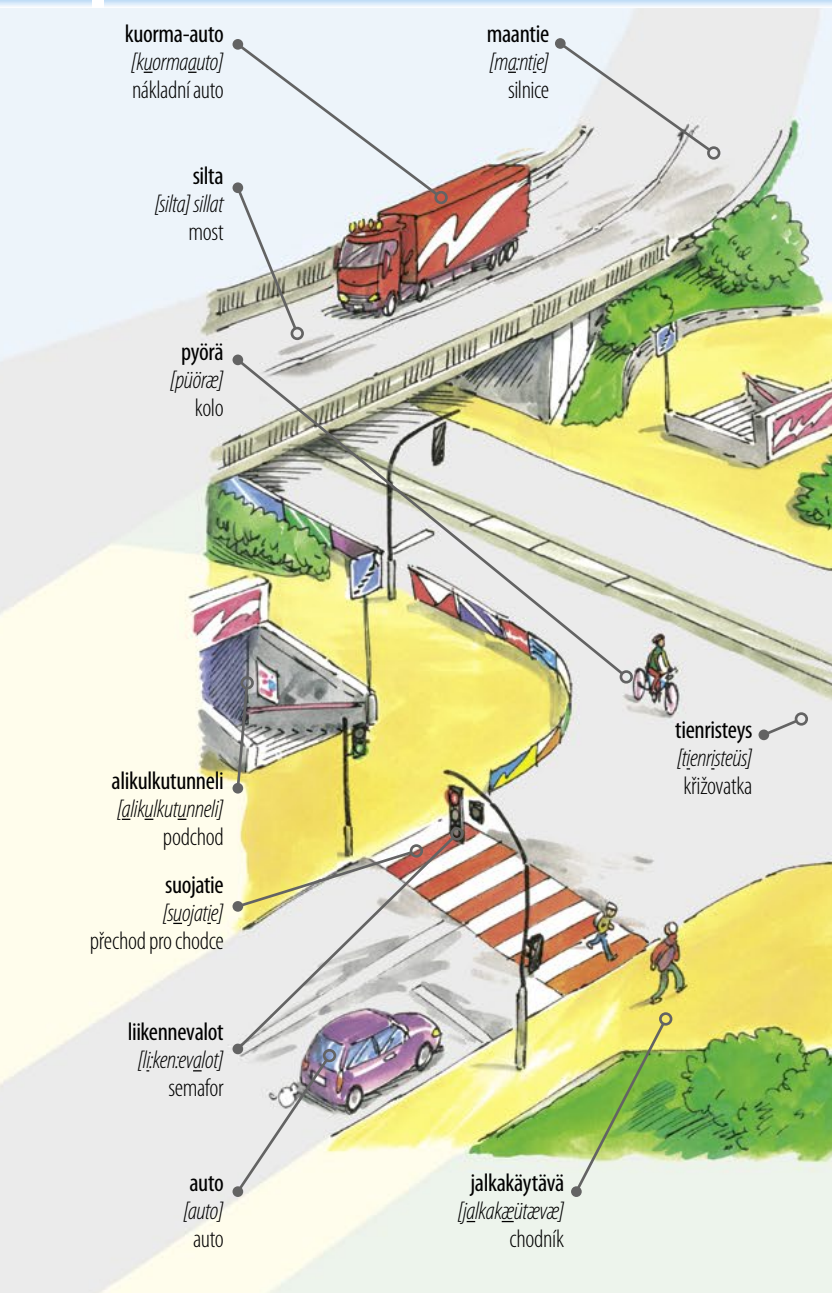 kuorma-auto
[kuormaauto]
nákladní auto
maantie
[ma:ntie]
silnice
silta
[silta] sillat
most
pyörä
[püöræ]
kolo
tienristeys
[tienristeüs]
křižovatka
alikulkutunneli
[alikulkutunneli]
podchod
suojatie
[suojatie]
přechod pro chodce
liikennevalot
[li:ken:evalot]
semafor
auto
[auto]
auto
jalkakäytävä
[jalkakæütævæ]
chodník